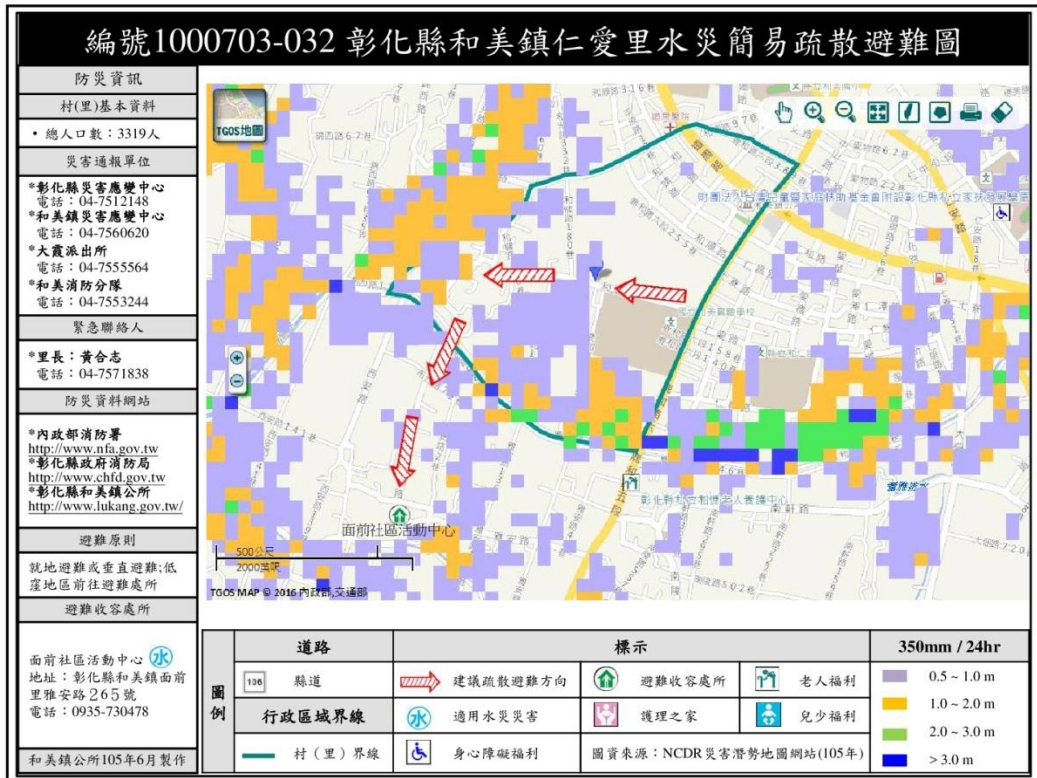 編號1000703-032 彰化縣和美鎮仁愛里水災簡易疏散避難圖
防災資訊
村(里)基本資料
• 總人口數：3319人
災害通報單位
*彰化縣災害應變中心
電話：04-7512148
*和美鎮災害應變中心
電話：04-7560620
*大霞派出所
電話：04-7555564
*和美消防分隊
電話：04-7553244
緊急聯絡人
*里長：黃合志
電話：04-7571838
防災資料網站
*內政部消防署
http://www.nfa.gov.tw
*彰化縣政府消防局
http://www.chfd.gov.tw
*彰化縣和美鎮公所
http://www.lukang.gov.tw/
避難原則
就地避難或垂直避難;低
窪地區前往避難處所
避難收容處所
面前社區活動中心 水
地址：彰化縣和美鎮面前
里雅安路265號
電話：0935-730478
和美鎮公所105年6月製作
TGOS地圖
面前社區活動中心
500公尺
2000英呎
TGOS MAP © 2016 內政部,交通部
圖例
道路
標示
350mm / 24hr
106 縣道
建議疏散避難方向
避難收容處所
老人福利
行政區域界線
水 適用水災災害
護理之家
兒少福利
村（里）界線
身心障礙福利
圖資來源：NCDR災害潛勢地圖網站(105年)
0.5 ~ 1.0 m
1.0 ~ 2.0 m
2.0 ~ 3.0 m
> 3.0 m